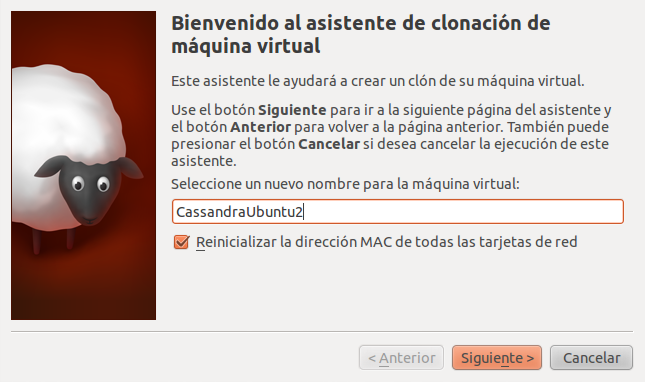 Bienvenido al asistente de clonación de
máquina virtual
Este asistente le ayudará a crear un clón de su máquina virtual.
Use el botón Siguiente para ir a la siguiente página del asistente y
el botón Anterior para volver a la página anterior. También puede
presionar el botón Cancelar si desea cancelar la ejecución de este
asistente.
Seleccione un nuevo nombre para la máquina virtual:
CassandraUbuntu2
Reinicializar la dirección MAC de todas las tarjetas de red
< Anterior Siguiente > Cancelar